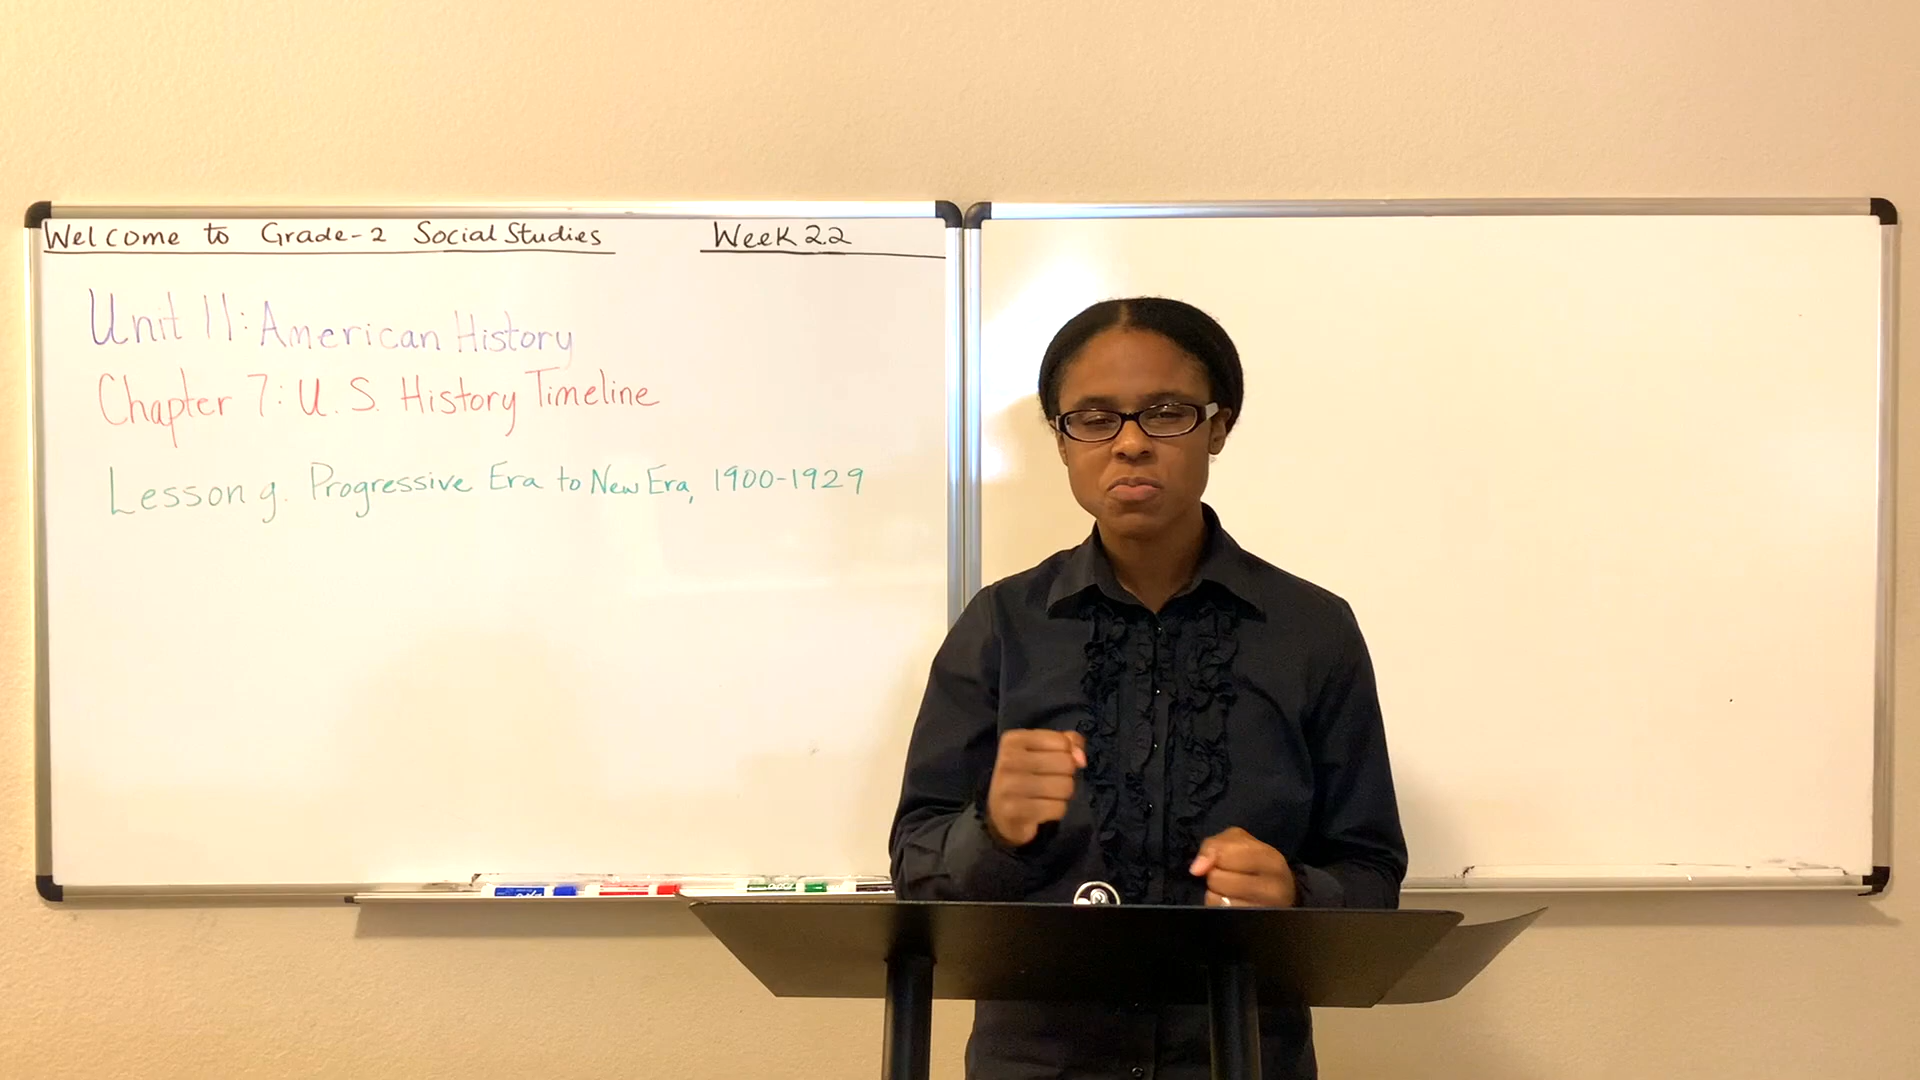 Welcome to Grade-2 Social Studies Week 22
Unit 11: American History
Chapter 7: U.S. History Timeline
Lesson g. Progressive Era to New Era, 1900-1929